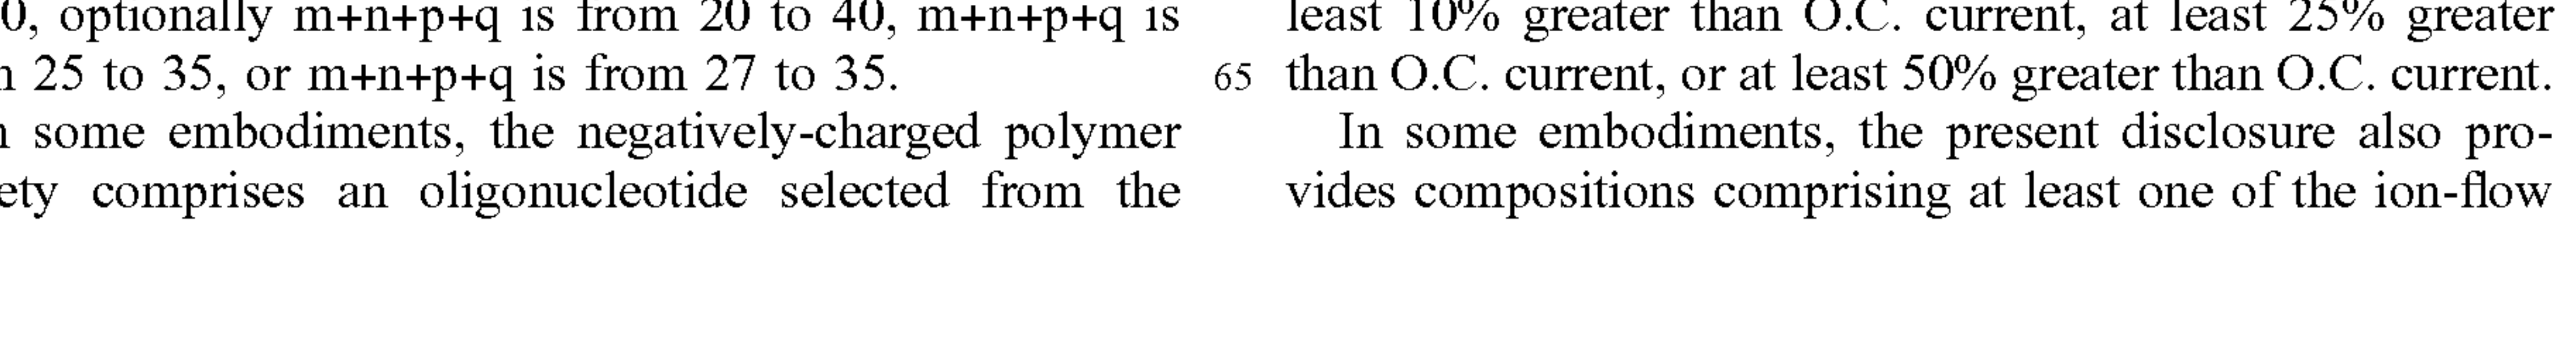 0, optionally m+n+p+q is from 20 to 40, m+n+p+q is
25 to 35, or m+n+p+q is from 27 to 35.
some embodiments, the negatively-charged polymer
comprises an oligonucleotide selected from the
least 10% greater than O.C. current, at least 25% greater
65 than O.C. current, or at least 50% greater than O.C. current.
In some embodiments, the present disclosure also pro-
vides compositions comprising at least one of the ion-flow